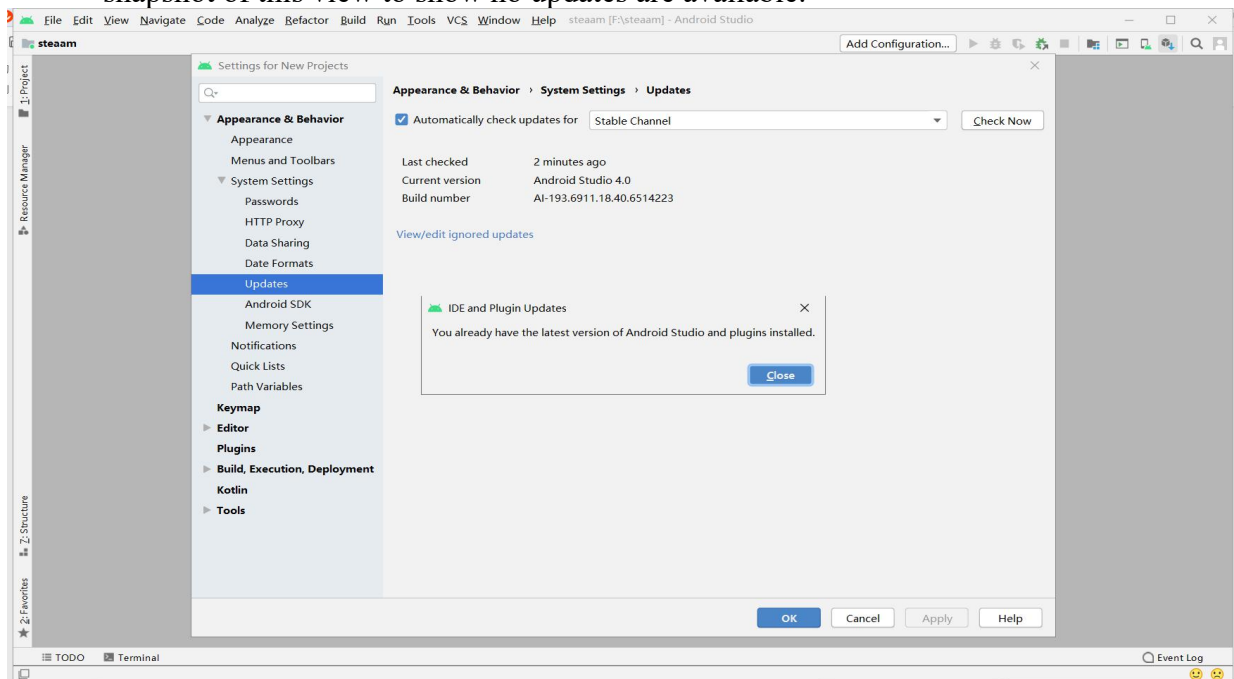 snapshot of this view to show no updates are available.
File Edit View Navigate Code Analyze Refactor Build Run Tools VCS Window Help steaam [F:\steaam] - Android Studio
steaam
Add Configuration...
Settings for New Projects
Appearance & Behavior › System Settings › Updates
Appearance & Behavior
Appearance
Menus and Toolbars
System Settings
Passwords
HTTP Proxy
Data Sharing
Date Formats
Updates
Android SDK
Memory Settings
Notifications
Quick Lists
Path Variables
Keymap
Editor
Plugins
Build, Execution, Deployment
Kotlin
Tools
Automatically check updates for Stable Channel Check Now
Last checked 2 minutes ago
Current version Android Studio 4.0
Build number AI-193.6911.18.40.6514223
View/edit ignored updates
IDE and Plugin Updates
You already have the latest version of Android Studio and plugins installed.
Close
OK Cancel Apply Help
1: Project
Resource Manager
Z: Structure
2: Favorites
TODO Terminal
Event Log